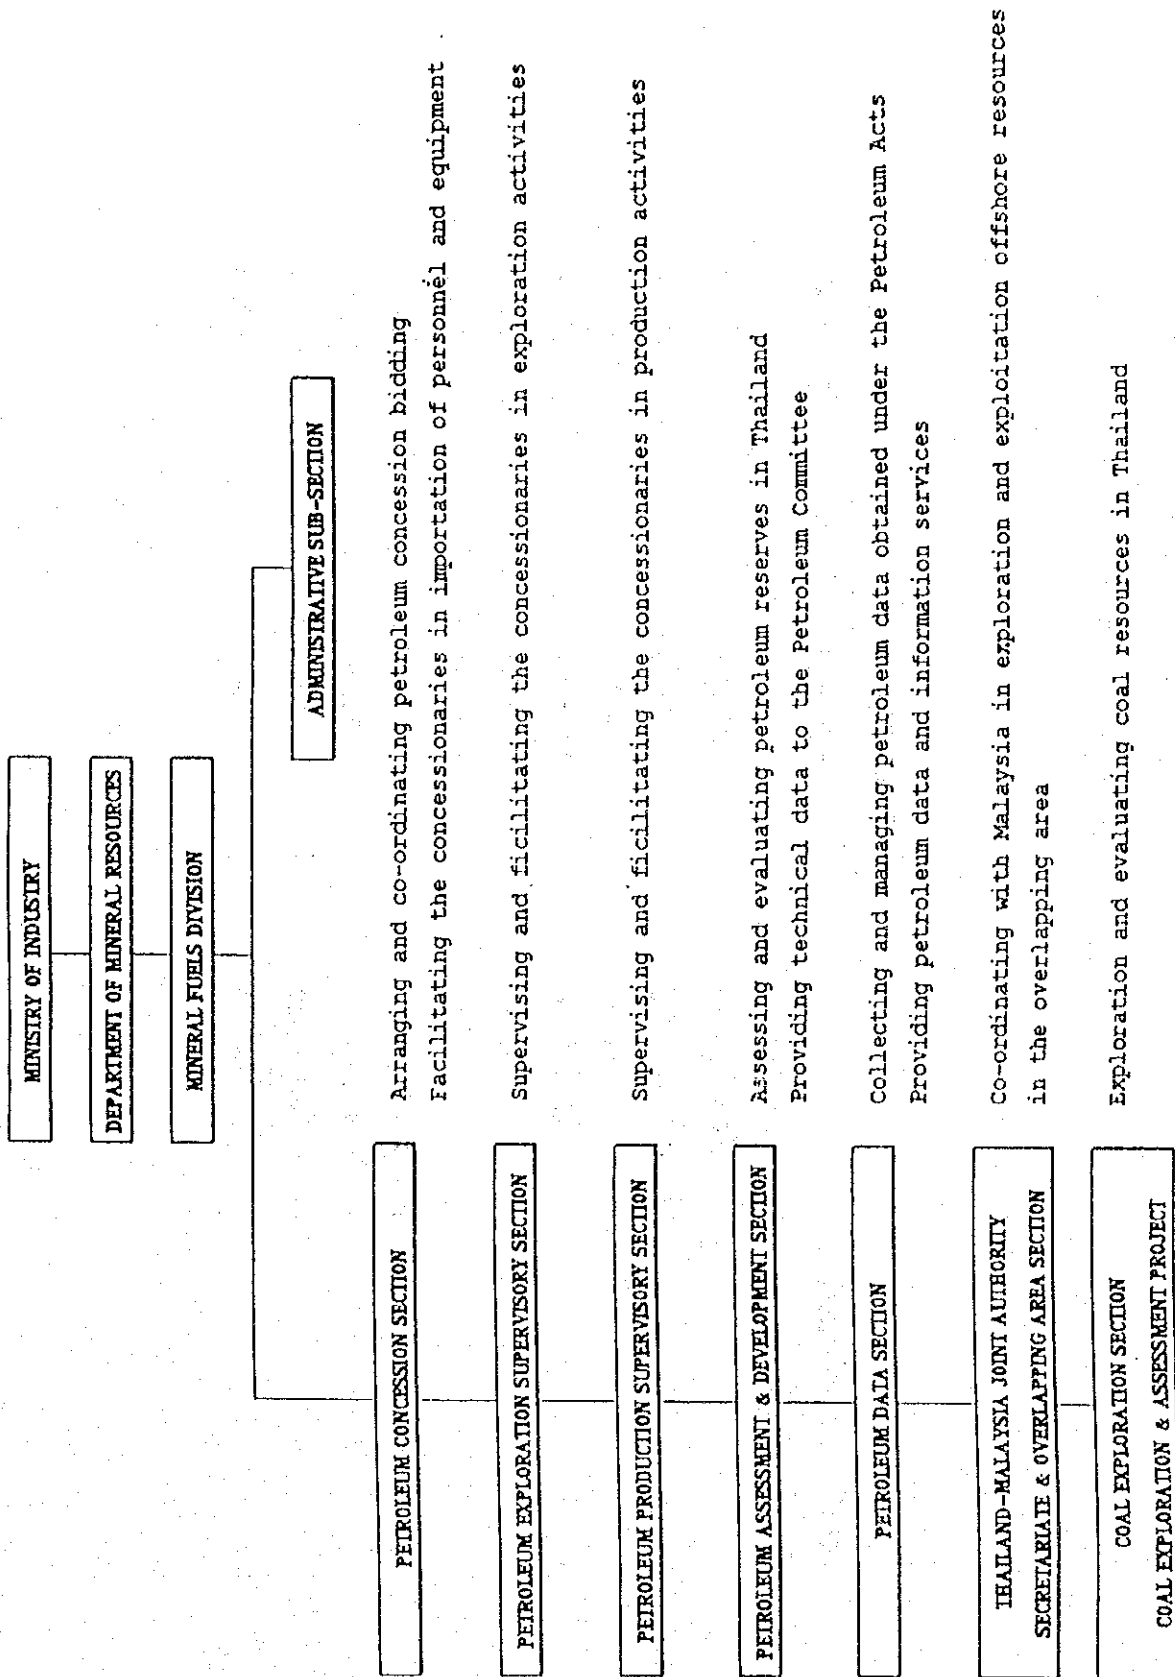 MINISTRY OF INDUSTRY
DEPARTMENT OF MINERAL RESOURCES
MINERAL FUELS DIVISION
ADMINISTRATIVE SUB-SECTION
PETROLEUM CONCESSION SECTION
Arranging and co-ordinating petroleum concession bidding
Facilitating the concessionaries in importation of personnel and equipment .
PETROLEUM EXPLORATION SUPERVISORY SECTION
Supervising and ficilitating the concessionaries in exploration activities
PETROLEUM PRODUCTION SUPERVISORY SECTION
Supervising and ficilitating the concessionaries in production activities
PETROLEUM ASSESSMENT & DEVELOPMENT SECTION
Assessing and evaluating petroleum reserves in Thailand
Providing technical data to the Petroleum Committee
PETROLEUM DATA SECTION
Collecting and managing petroleum data obtained under the Petroleum Acts
Providing petroleum data and information services
THAILAND-MALAYSIA JOINT AUTHORITY
SECRETARIATE & OVERLAPPING AREA SECTION
Co-ordinating with Malaysia in exploration and exploitation offshore resources
in the overlapping area
COAL EXPLORATION SECTION
COAL EXPLORATION & ASSESSMENT PROJECT
Exploration and evaluating coal resources in Thailand